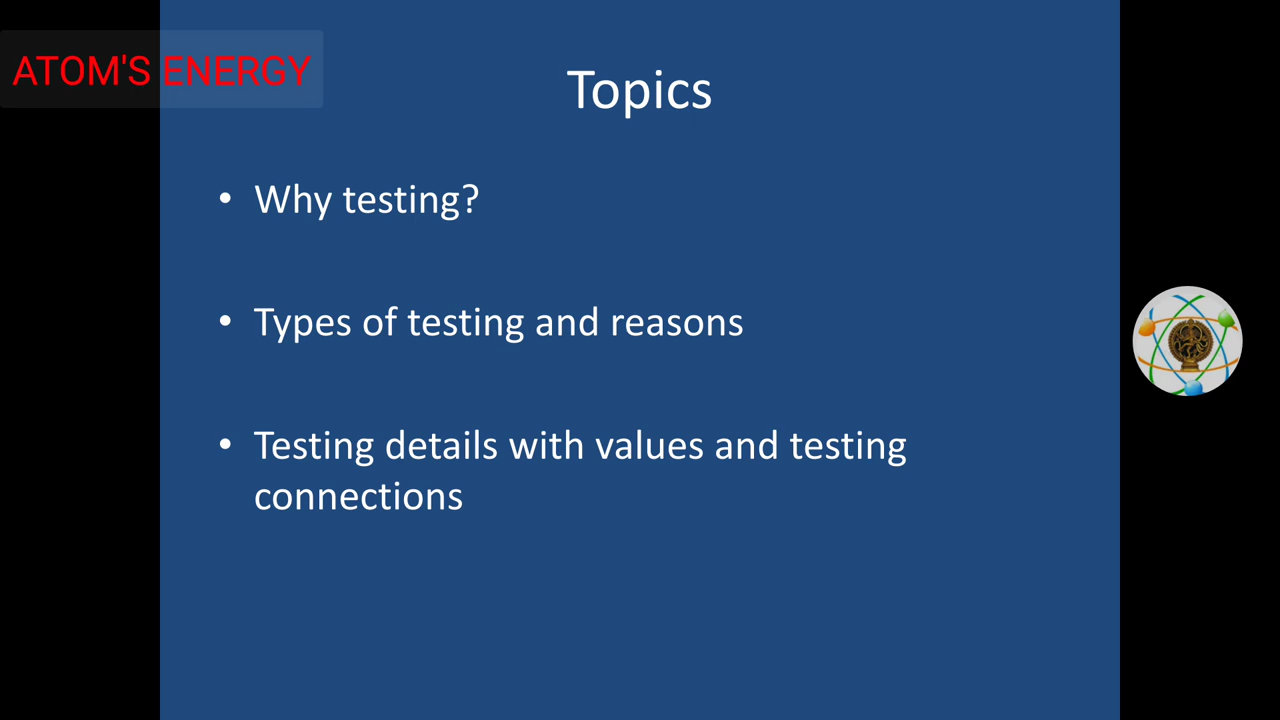 ATOM'S ENERGY
Topics
• Why testing?
• Types of testing and reasons
• Testing details with values and testing
connections